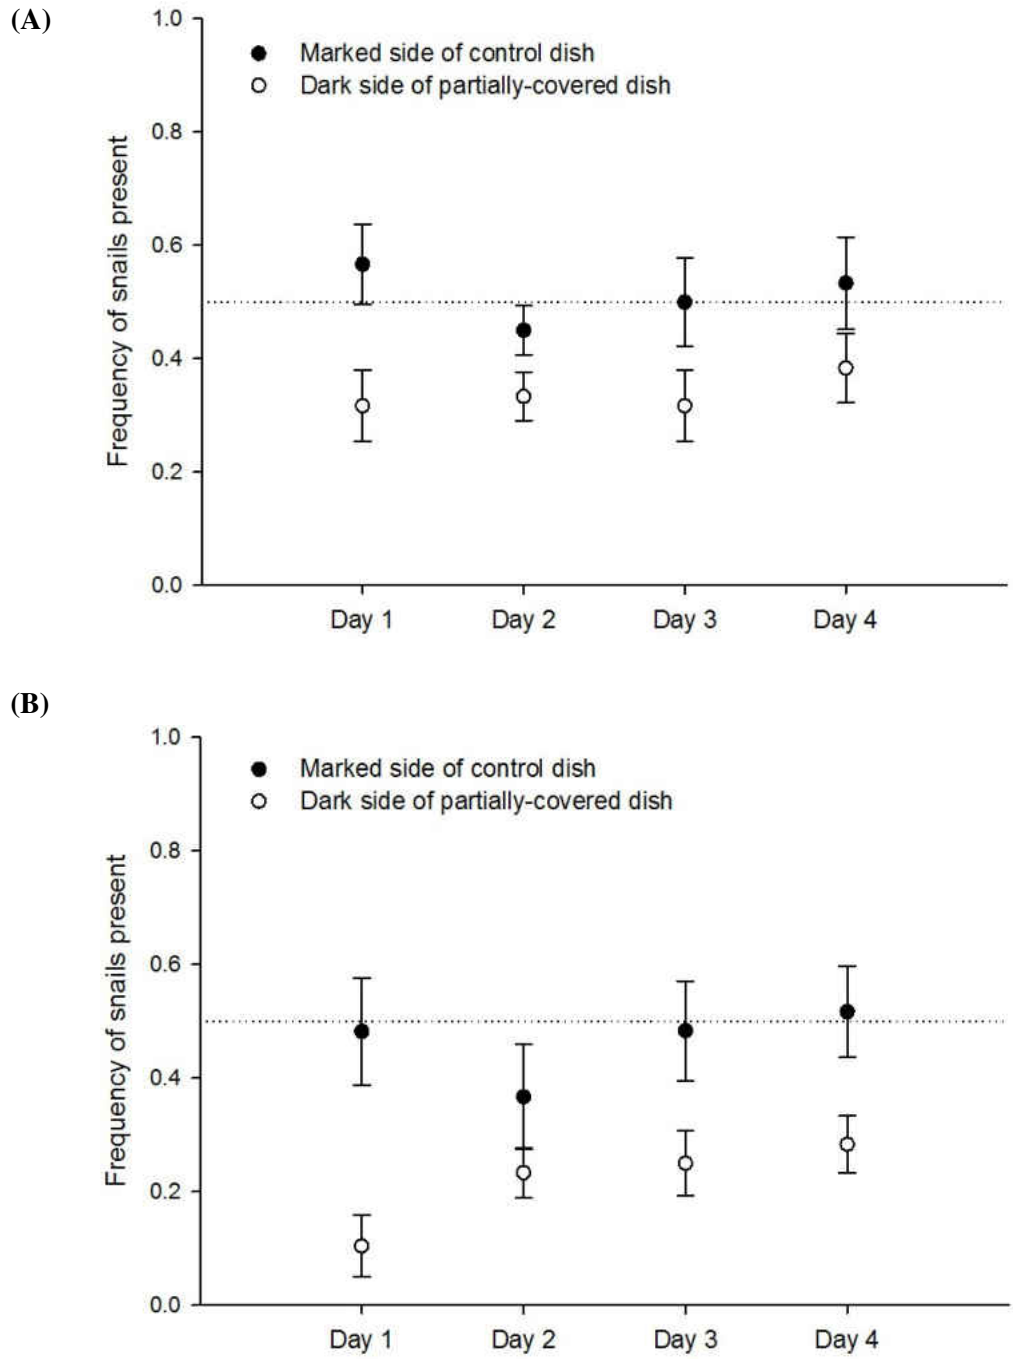 (A)
1.0
Marked side of control dish
Dark side of partially-covered dish
0.8
Frequency of snails present
0.6
0.4
0.2
0.0
Day 1 Day 2 Day 3 Day 4
(B)
1.0
Marked side of control dish
Dark side of partially-covered dish
0.8
Frequency of snails present
0.6
0.4
0.2
0.0
Day 1 Day 2 Day 3 Day 4